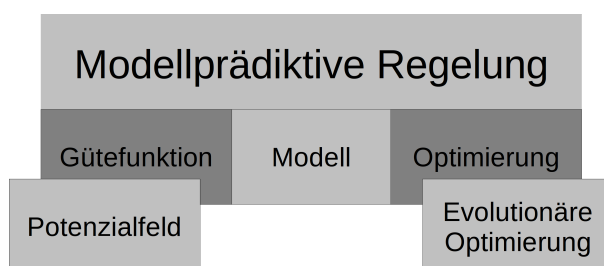 Modellprädiktive Regelung
Gütefunktion Modell Optimierung
Potenzialfeld
Evolutionäre
Optimierung